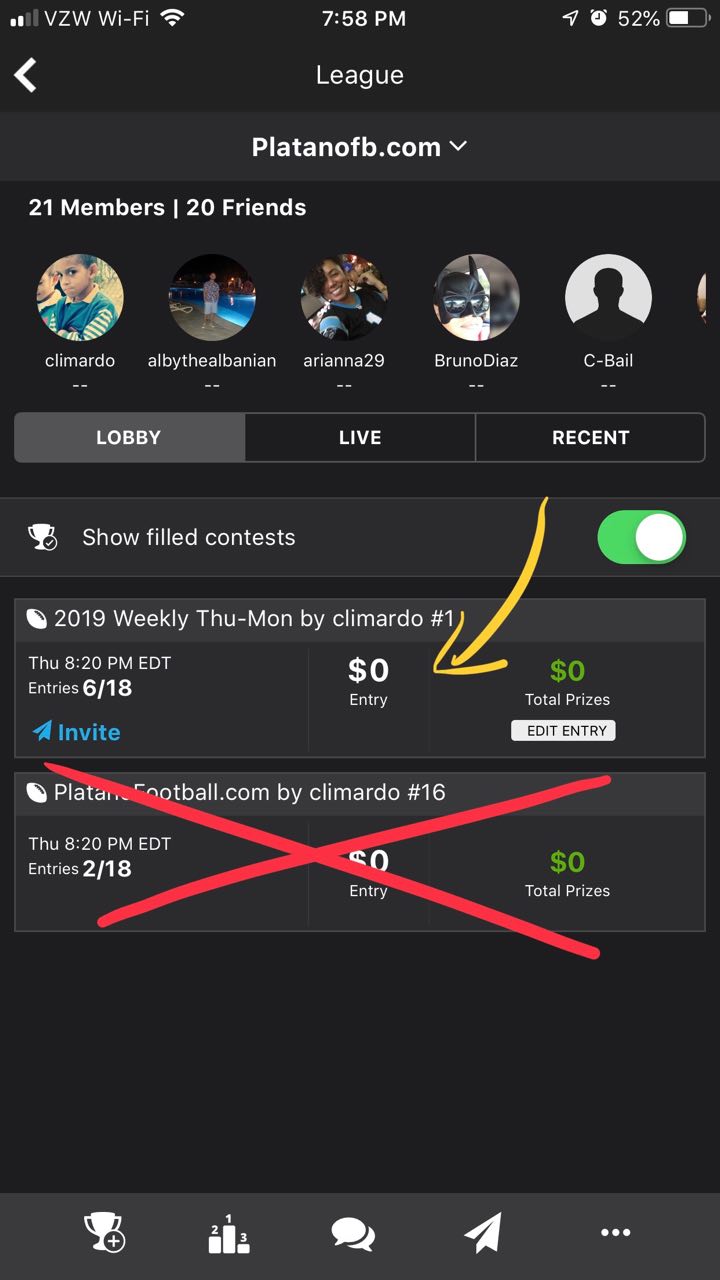 VZW Wi-Fi 7:58 PM 52%
League
Platanofb.com
21 Members | 20 Friends
climardo albythealbanian arianna29 BrunoDiaz C-Bail
-- -- -- -- --
LOBBY LIVE RECENT
Show filled contests
2019 Weekly Thu-Mon by climardo #1
Thu 8:20 PM EDT
Entries 6/18
Invite
$0
Entry
$0
Total Prizes
EDIT ENTRY
PlatanoFootball.com by climardo #16
Thu 8:20 PM EDT
Entries 2/18
$0
Entry
$0
Total Prizes
1
2
3